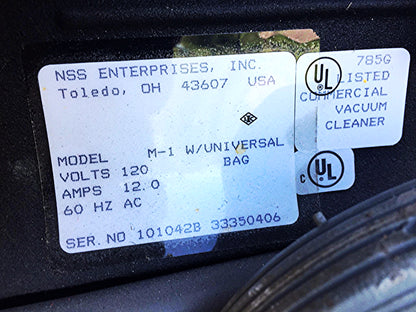 NSS ENTERPRISES, INC.
Toledo, OH 43607 USA
MODEL M-1 W/UNIVERSAL
BAG
VOLTS 120
AMPS 12.0
60 HZ AC
SER. NO 101042B 33350406
UL
785G
LISTED
COMMERCIAL
VACUUM
CLEANER
C UL